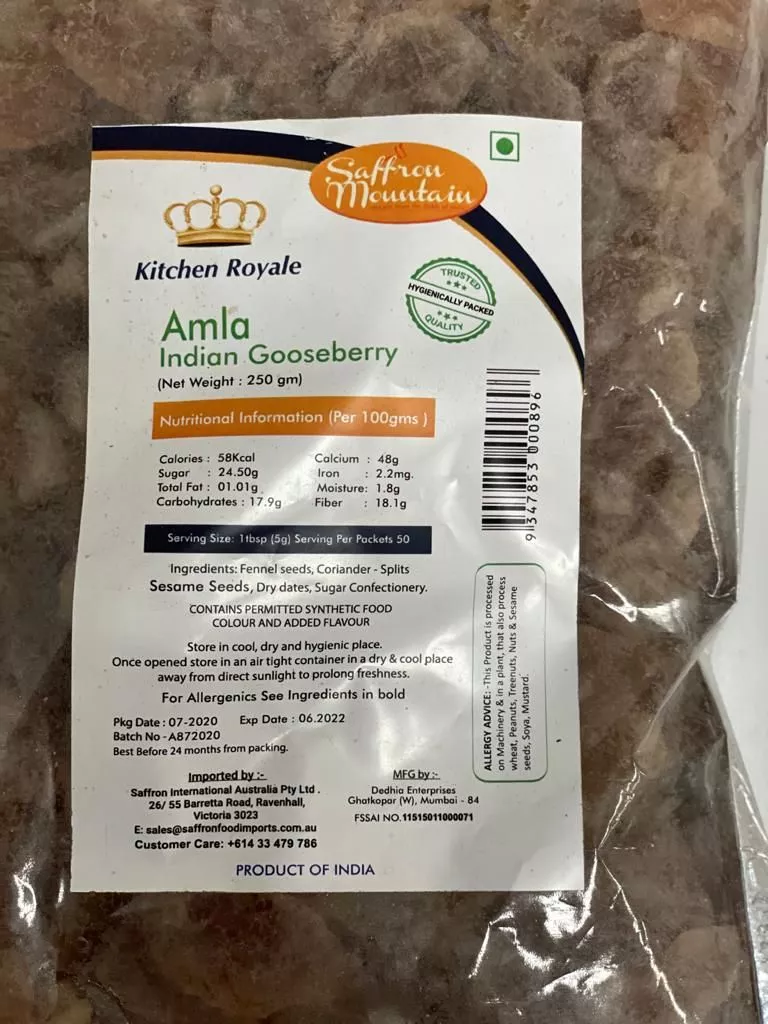 Saffron
Mountain
Kitchen Royale
TRUSTED
HYGIENICALLY PACKED
QUALITY
Amla
Indian Gooseberry
(Net Weight : 250 gm)
Nutritional Information (Per 100gms )
Calories : 58Kcal Calcium : 48g
Sugar : 24.50g Iron : 2.2mg.
Total Fat : 01.01g Moisture: 1.8g
Carbohydrates : 17.9g Fiber : 18.1g
Serving Size: 1tbsp (5g) Serving Per Packets 50
Ingredients: Fennel seeds, Coriander - Splits
Sesame Seeds, Dry dates, Sugar Confectionery.
CONTAINS PERMITTED SYNTHETIC FOOD
COLOUR AND ADDED FLAVOUR
Store in cool, dry and hygienic place.
Once opened store in an air tight container in a dry & cool place
away from direct sunlight to prolong freshness.
For Allergenics See Ingredients in bold
Pkg Date : 07-2020 Exp Date : 06.2022
Batch No - A872020
Best Before 24 months from packing.
Imported by :-
Saffron International Australia Pty Ltd .
26/ 55 Barretta Road, Ravenhall,
Victoria 3023
E: sales@saffronfoodimports.com.au
Customer Care: +614 33 479 786
MFG by :-
Dedhia Enterprises
Ghatkopar (W), Mumbai - 84
FSSAI NO.11515011000071
PRODUCT OF INDIA
9 347853 000896
ALLERGY ADVICE: -This Product is processed
on Machinery & in a plant, that also process
wheat, Peanuts, Treenuts, Nuts & Sesame
seeds, Soya, Mustard.